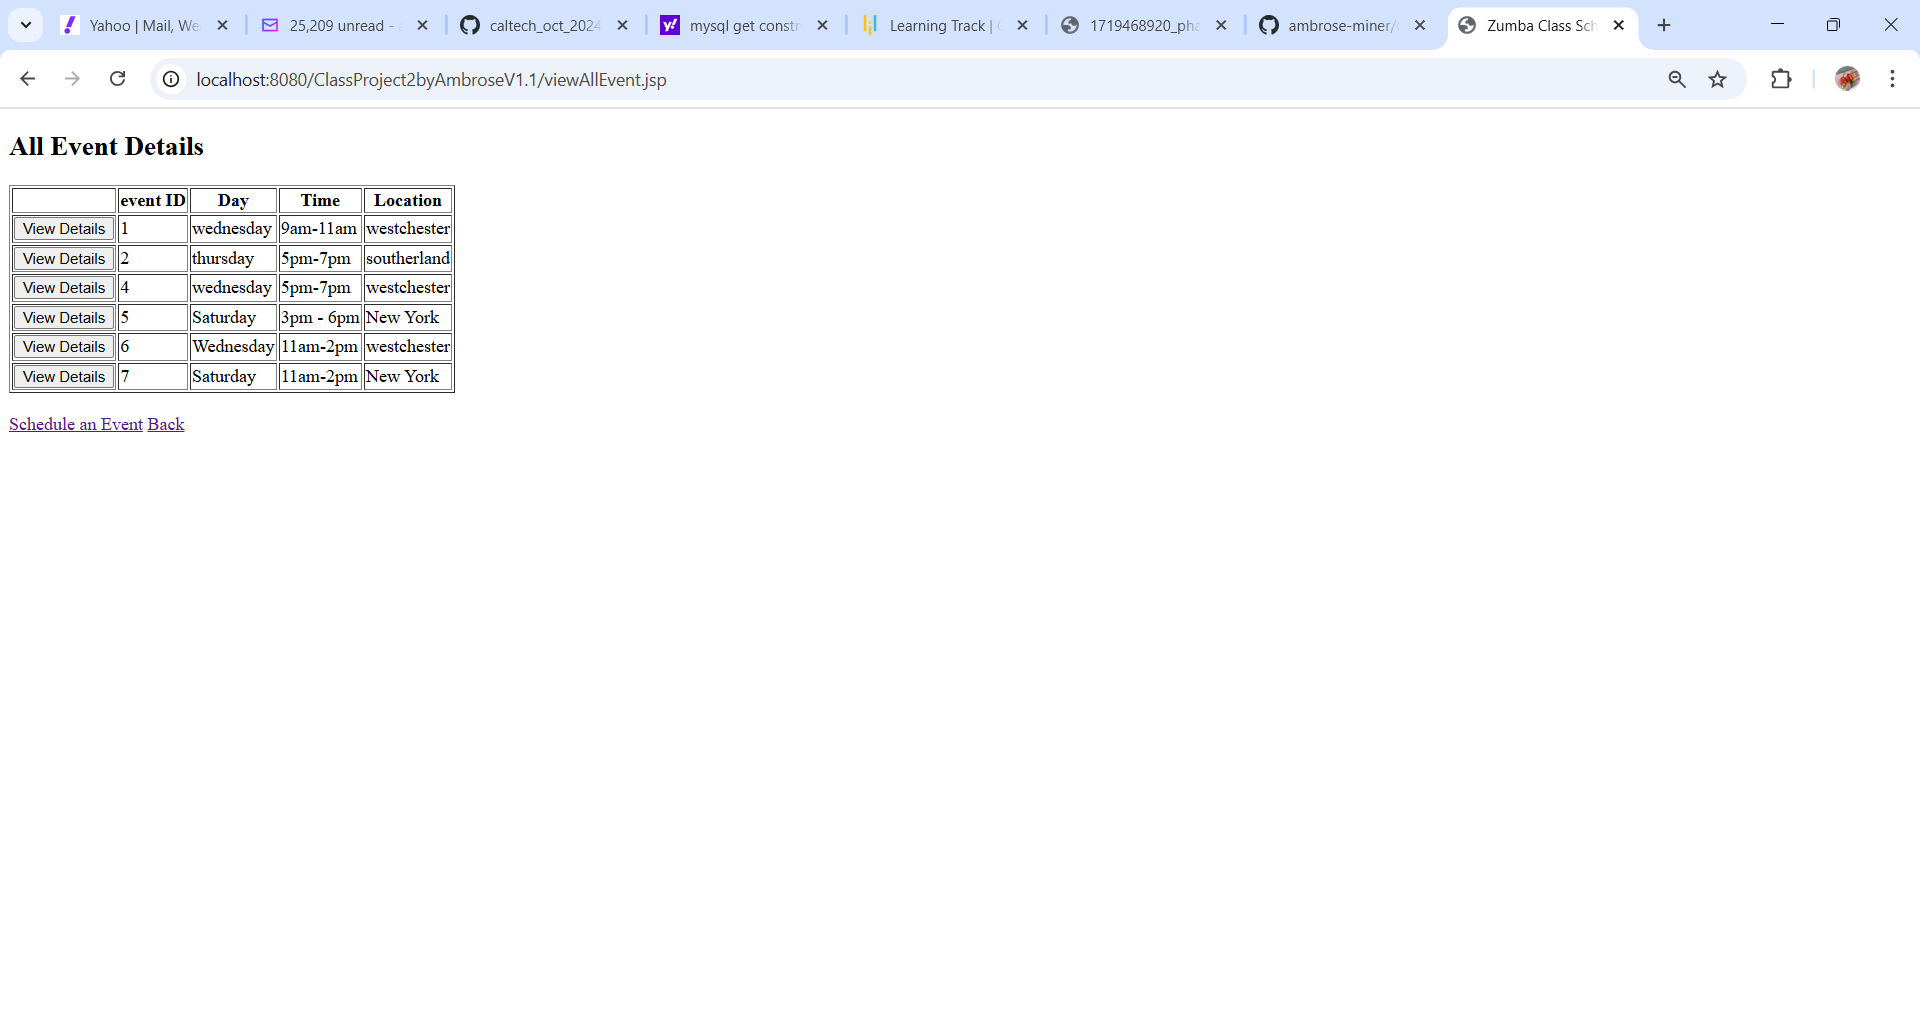 Yahoo | Mail, We
25,209 unread -
caltech_oct_2024
mysql get constr
Learning Track |
1719468920_pha
ambrose-miner/
Zumba Class Sch
localhost:8080/ClassProject2byAmbroseV1.1/viewAllEvent.jsp
All Event Details
event ID Day Time Location
View Details 1 wednesday 9am-11am westchester
View Details 2 thursday 5pm-7pm southerland
View Details 4 wednesday 5pm-7pm westchester
View Details 5 Saturday 3pm - 6pm New York
View Details 6 Wednesday 11am-2pm westchester
View Details 7 Saturday 11am-2pm New York
Schedule an Event Back